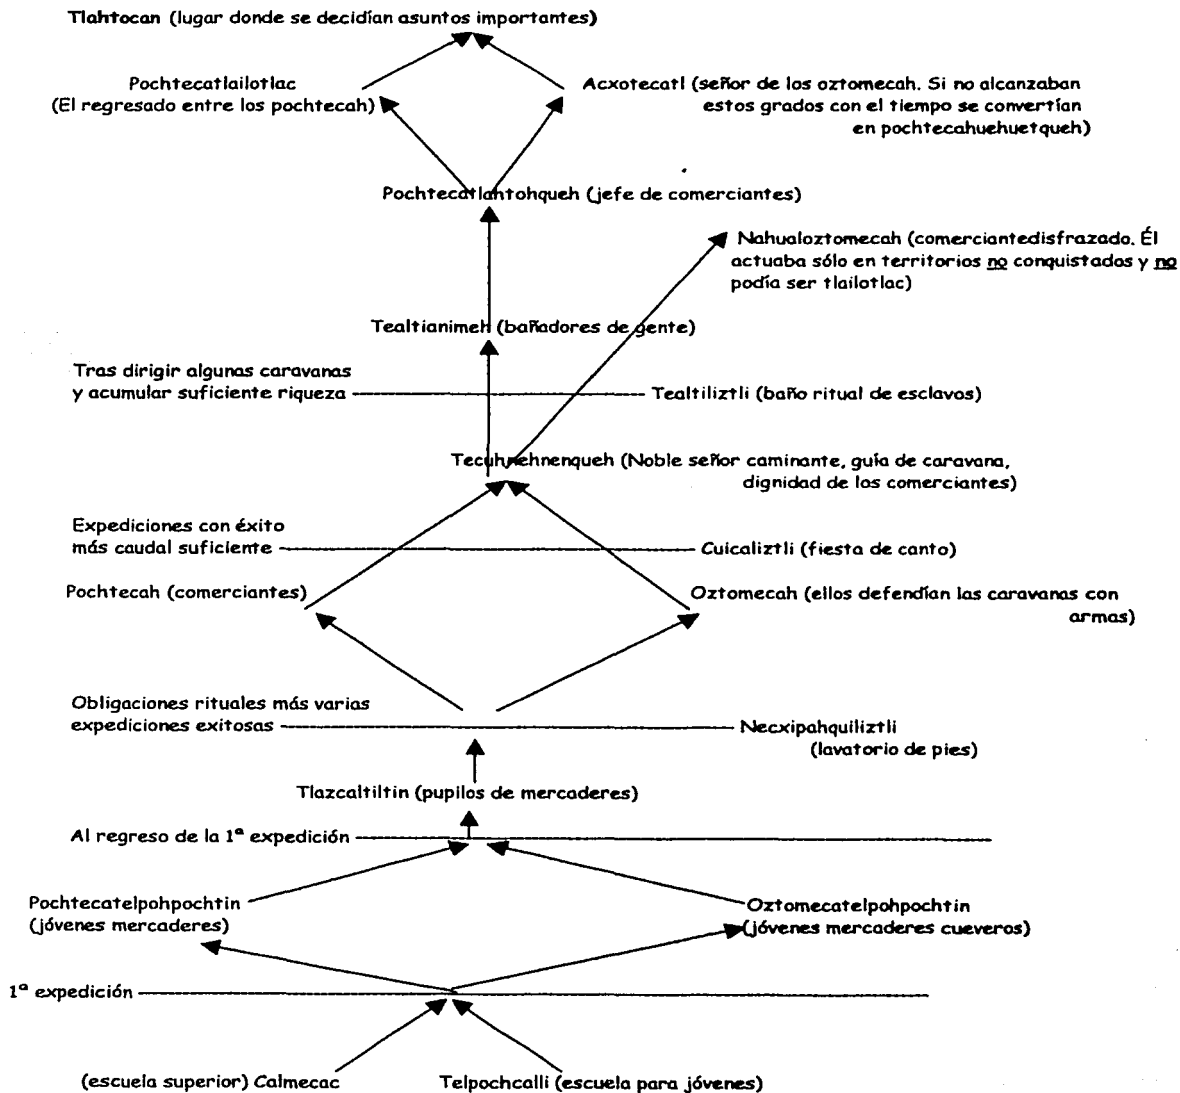 Tlahtocan (lugar donde se decidían asuntos importantes)
Pochtecatlailotlac
(El regresado entre los pochtecah)
Acxotecatl (señor de los oztomecah. Si no alcanzaban
estos grados con el tiempo se convertían
en pochtecahuehuetqueh)
Pochtecatlahtohqueh (jefe de comerciantes)
Nahualoztomecah (comerciantedisfrazado. Él
actuaba sólo en territorios no conquistados y no
podía ser tlailotlac)
Tealtianimeh (bañadores de gente)
Tras dirigir algunas caravanas
y acumular suficiente riqueza
Tealtiliztli (baño ritual de esclavos)
Tecuhnehnenqueh (Noble señor caminante, guía de caravana,
dignidad de los comerciantes)
Expediciones con éxito
más caudal suficiente
Cuicaliztli (fiesta de canto)
Pochtecah (comerciantes)
Oztomecah (ellos defendían las caravanas con
armas)
Obligaciones rituales más varias
expediciones exitosas
Necxipahquiliztli
(lavatorio de pies)
Tlazcaltiltin (pupilos de mercaderes)
Al regreso de la 1ª expedición
Pochtecatelpohpochtin
(jóvenes mercaderes)
Oztomecatelpohpochtin
(jóvenes mercaderes cueveros)
1ª expedición
(escuela superior) Calmecac
Telpochcalli (escuela para jóvenes)